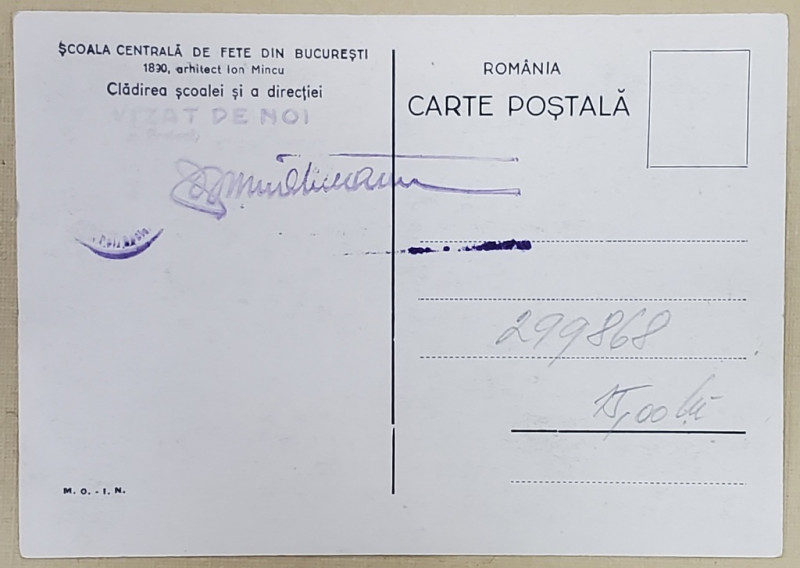 ȘCOALA CENTRALĂ DE FETE DIN BUCUREȘTI
1890, arhitect Ion Mincu
Clădirea școalei și a direcției
VIZAT DE NOI
ROMÂNIA
CARTE POȘTALĂ
299868
15,00 lei
M. O. - I. N.